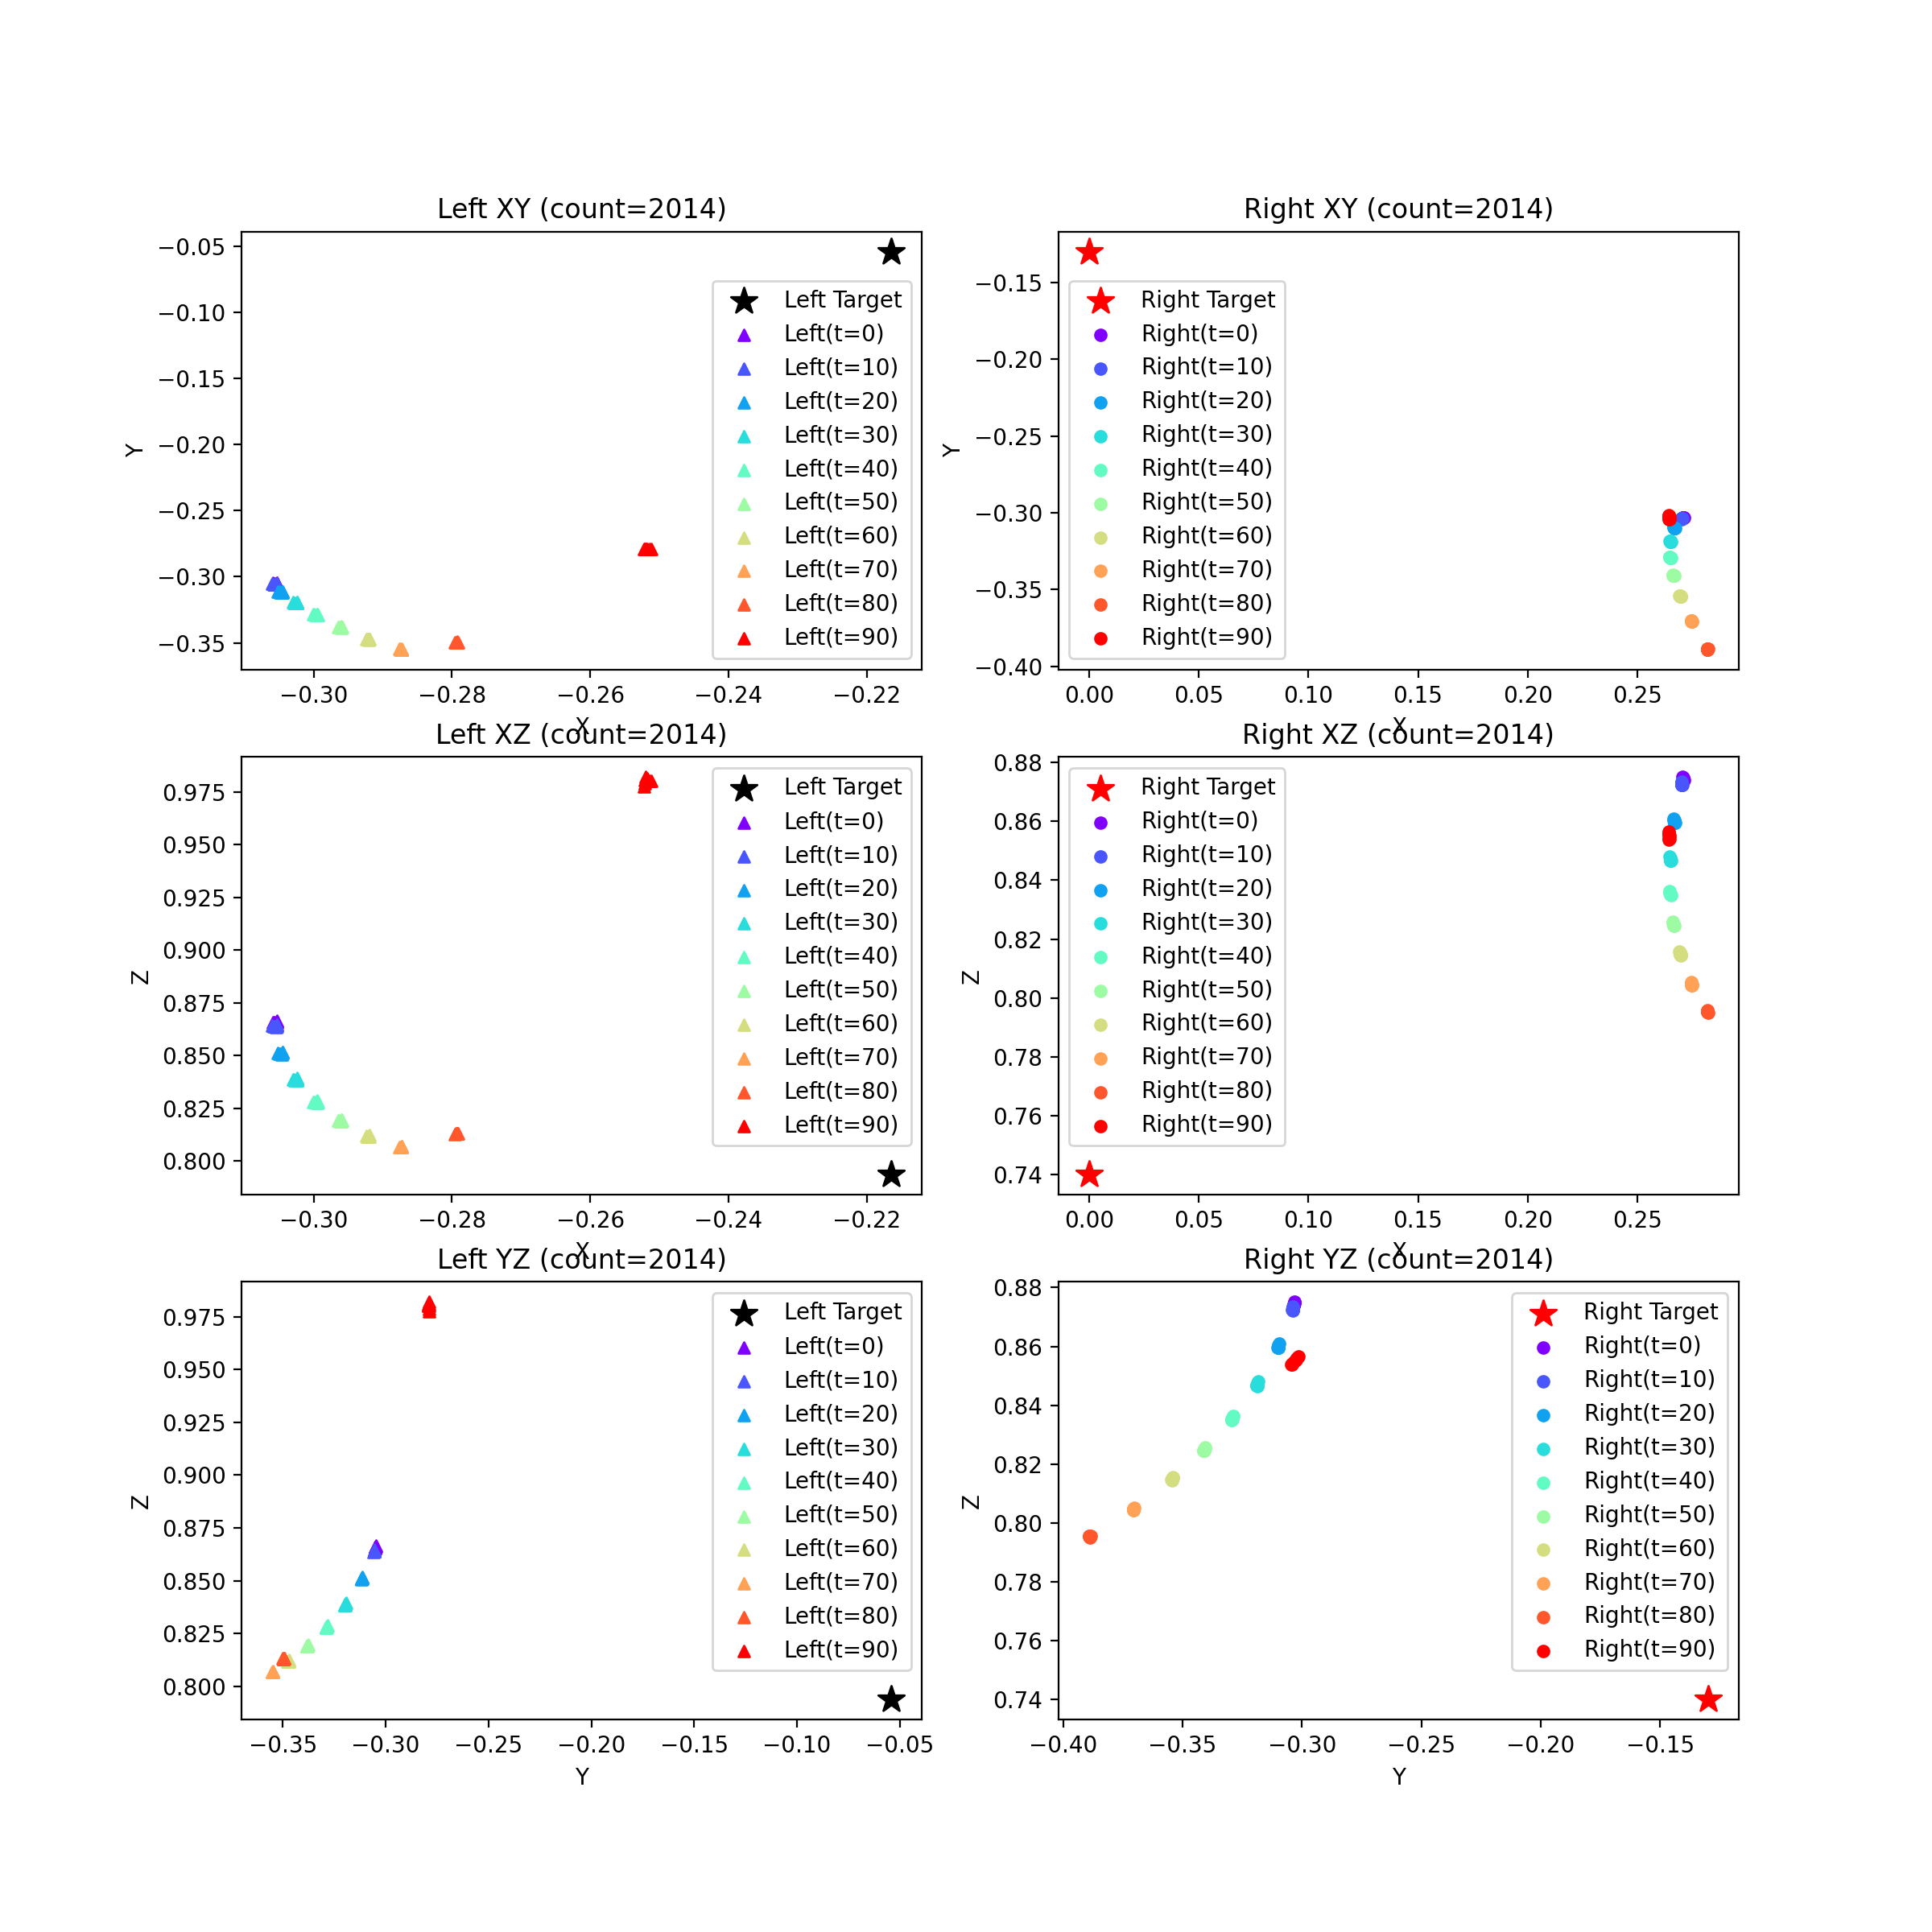 Left XY (count=2014)
−0.05
−0.10
−0.15
−0.20
−0.25
−0.30
−0.35
Y
Left Target
Left(t=0)
Left(t=10)
Left(t=20)
Left(t=30)
Left(t=40)
Left(t=50)
Left(t=60)
Left(t=70)
Left(t=80)
Left(t=90)
−0.30 −0.28 −0.26 −0.24 −0.22
X
Right XY (count=2014)
−0.15
−0.20
−0.25
−0.30
−0.35
−0.40
Y
Right Target
Right(t=0)
Right(t=10)
Right(t=20)
Right(t=30)
Right(t=40)
Right(t=50)
Right(t=60)
Right(t=70)
Right(t=80)
Right(t=90)
0.00 0.05 0.10 0.15 0.20 0.25
X
Left XZ (count=2014)
0.975
0.950
0.925
0.900
0.875
0.850
0.825
0.800
Z
Left Target
Left(t=0)
Left(t=10)
Left(t=20)
Left(t=30)
Left(t=40)
Left(t=50)
Left(t=60)
Left(t=70)
Left(t=80)
Left(t=90)
−0.30 −0.28 −0.26 −0.24 −0.22
X
Right XZ (count=2014)
0.88
0.86
0.84
0.82
0.80
0.78
0.76
0.74
Z
Right Target
Right(t=0)
Right(t=10)
Right(t=20)
Right(t=30)
Right(t=40)
Right(t=50)
Right(t=60)
Right(t=70)
Right(t=80)
Right(t=90)
0.00 0.05 0.10 0.15 0.20 0.25
X
Left YZ (count=2014)
0.975
0.950
0.925
0.900
0.875
0.850
0.825
0.800
Z
Left Target
Left(t=0)
Left(t=10)
Left(t=20)
Left(t=30)
Left(t=40)
Left(t=50)
Left(t=60)
Left(t=70)
Left(t=80)
Left(t=90)
−0.35 −0.30 −0.25 −0.20 −0.15 −0.10 −0.05
Y
Right YZ (count=2014)
0.88
0.86
0.84
0.82
0.80
0.78
0.76
0.74
Z
Right Target
Right(t=0)
Right(t=10)
Right(t=20)
Right(t=30)
Right(t=40)
Right(t=50)
Right(t=60)
Right(t=70)
Right(t=80)
Right(t=90)
−0.40 −0.35 −0.30 −0.25 −0.20 −0.15
Y